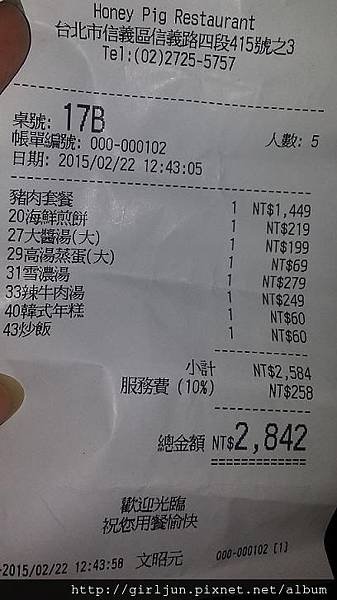 Honey Pig Restaurant
台北市信義區信義路四段415號之3
Tel:(02)2725-5757
桌號: 17B
帳單編號: 000-000102 人數: 5
日期: 2015/02/22 12:43:05
豬肉套餐 1 NT$1,449
20海鮮煎餅 1 NT$219
27大醬湯(大) 1 NT$199
29高湯蒸蛋(大) 1 NT$69
31雪濃湯 1 NT$279
33辣牛肉湯 1 NT$249
40韓式年糕 1 NT$60
43炒飯 1 NT$60
小計 NT$2,584
服務費 (10%) NT$258
總金額 NT$2,842
歡迎光臨
祝您用餐愉快
2015/02/22 12:43:58 文昭元 000-000102 [1]
http://girljun.pixnet.net/album